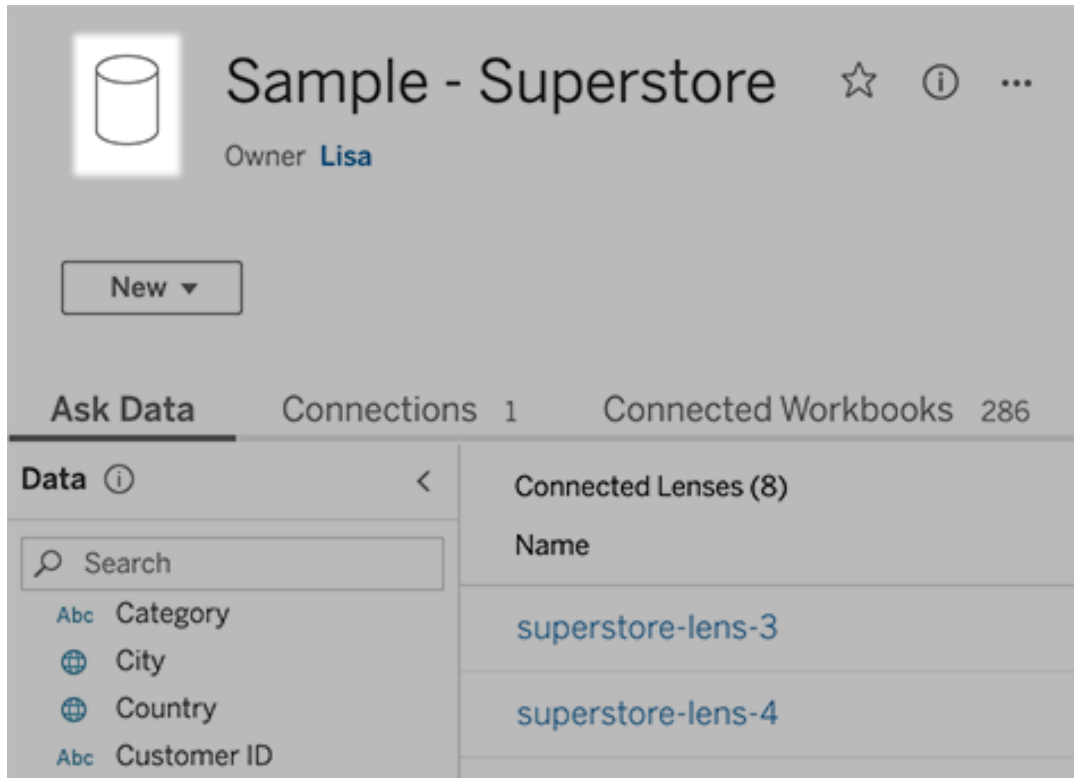 Sample - Superstore
Owner Lisa
New
Ask Data Connections 1 Connected Workbooks 286
Data
Connected Lenses (8)
Search
Name
Abc Category
superstore-lens-3
City
Country
superstore-lens-4
Abc Customer ID